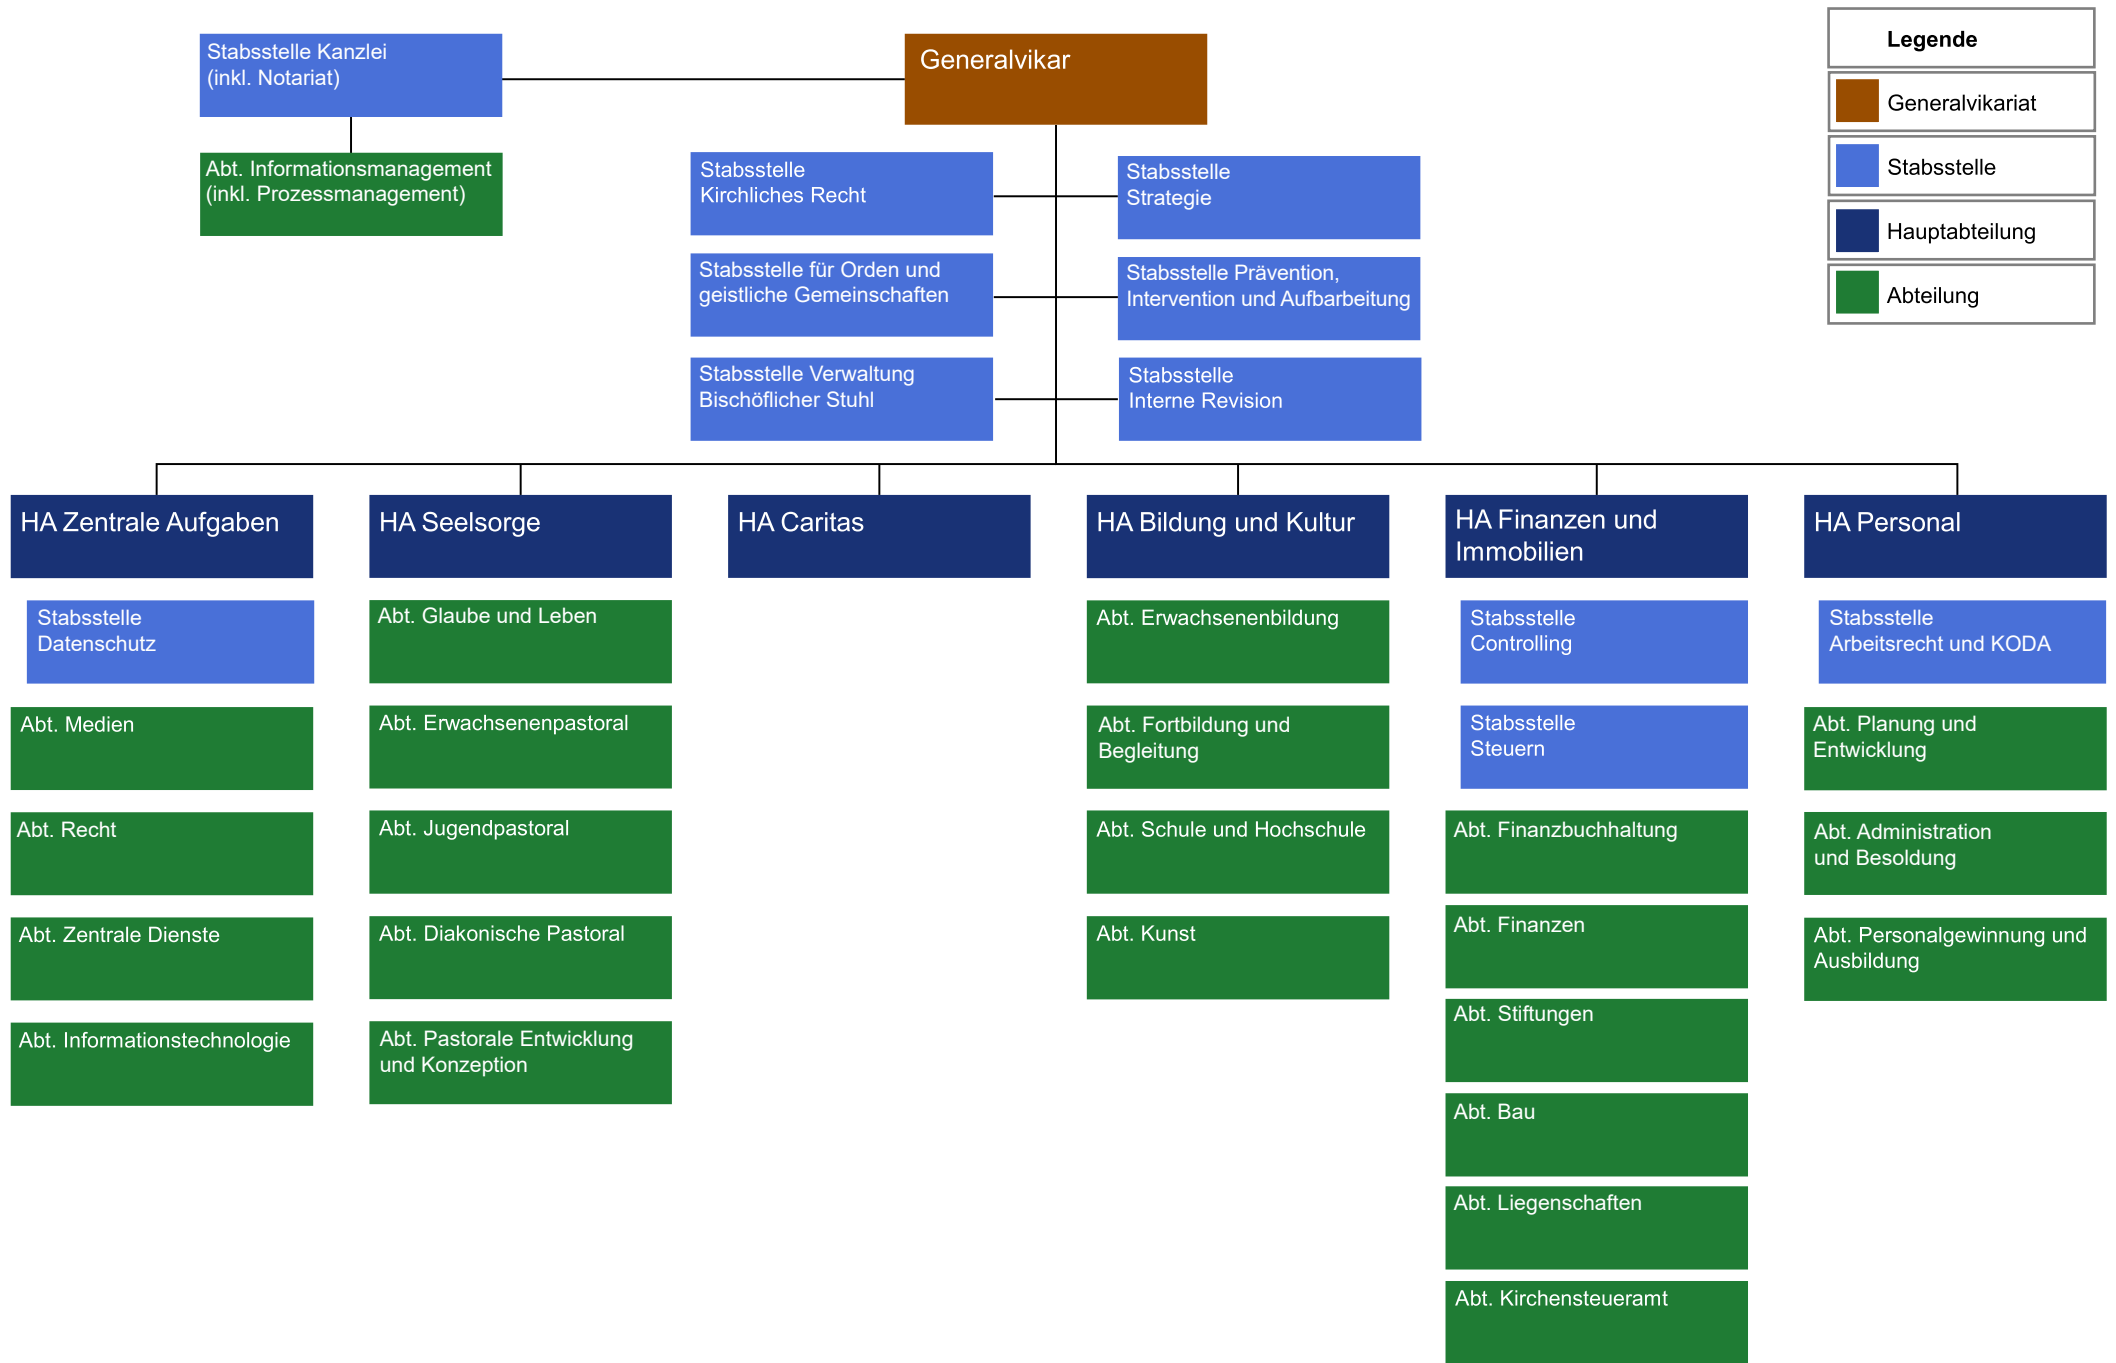 Stabsstelle Kanzlei
(inkl. Notariat)
Abt. Informationsmanagement
(inkl. Prozessmanagement)
Generalvikar
Stabsstelle
Kirchliches Recht
Stabsstelle
Strategie
Stabsstelle für Orden und
geistliche Gemeinschaften
Stabsstelle Prävention,
Intervention und Aufbarbeitung
Stabsstelle Verwaltung
Bischöflicher Stuhl
Stabsstelle
Interne Revision
Legende
Generalvikariat
Stabsstelle
Hauptabteilung
Abteilung
HA Zentrale Aufgaben
Stabsstelle
Datenschutz
Abt. Medien
Abt. Recht
Abt. Zentrale Dienste
Abt. Informationstechnologie
HA Seelsorge
Abt. Glaube und Leben
Abt. Erwachsenenpastoral
Abt. Jugendpastoral
Abt. Diakonische Pastoral
Abt. Pastorale Entwicklung
und Konzeption
HA Caritas
HA Bildung und Kultur
Abt. Erwachsenenbildung
Abt. Fortbildung und
Begleitung
Abt. Schule und Hochschule
Abt. Kunst
HA Finanzen und
Immobilien
Stabsstelle
Controlling
Stabsstelle
Steuern
Abt. Finanzbuchhaltung
Abt. Finanzen
Abt. Stiftungen
Abt. Bau
Abt. Liegenschaften
Abt. Kirchensteueramt
HA Personal
Stabsstelle
Arbeitsrecht und KODA
Abt. Planung und
Entwicklung
Abt. Administration
und Besoldung
Abt. Personalgewinnung und
Ausbildung